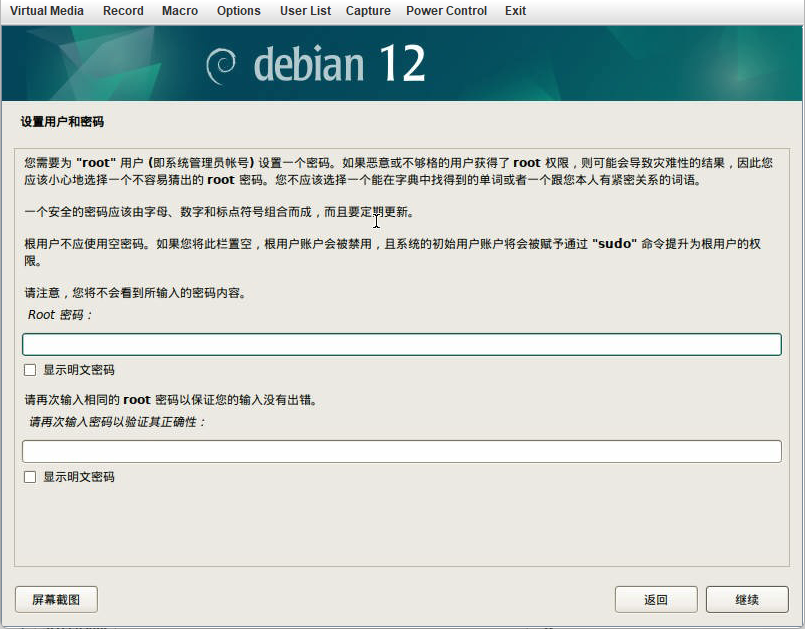 Virtual Media Record Macro Options User List Capture Power Control Exit
debian 12
设置用户和密码
您需要为 "root" 用户 (即系统管理员帐号) 设置一个密码。如果恶意或不够格的用户获得了 root 权限，则可能会导致灾难性的结果，因此您
应该小心地选择一个不容易猜出的 root 密码。您不应该选择一个能在字典中找得到的单词或者一个跟您本人有紧密关系的词语。
一个安全的密码应该由字母、数字和标点符号组合而成，而且要定期更新。
根用户不应使用空密码。如果您将此栏置空，根用户账户会被禁用，且系统的初始用户账户将会被赋予通过 "sudo" 命令提升为根用户的权
限。
请注意，您将不会看到所输入的密码内容。
Root 密码：
显示明文密码
请再次输入相同的 root 密码以保证您的输入没有出错。
请再次输入密码以验证其正确性：
显示明文密码
屏幕截图 返回 继续